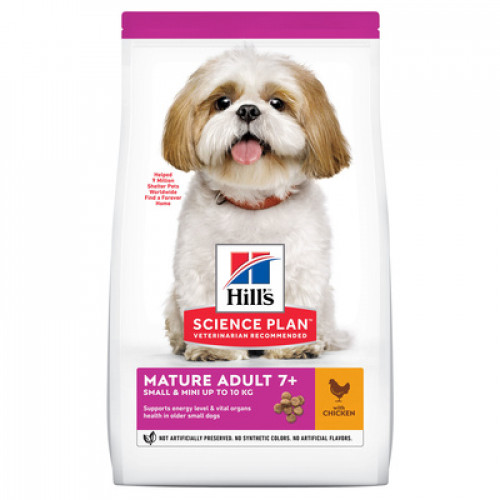 Helped
9 Million
Shelter Pets
Worldwide
Find a Forever
Home
Hill's
SCIENCE PLAN™
VETERINARIAN RECOMMENDED
MATURE ADULT 7+
SMALL & MINI UP TO 10 KG
Supports energy level & vital organs
health in older small dogs
with
CHICKEN
NOT ARTIFICIALLY PRESERVED. NO SYNTHETIC COLORS. NO ARTIFICIAL FLAVORS.